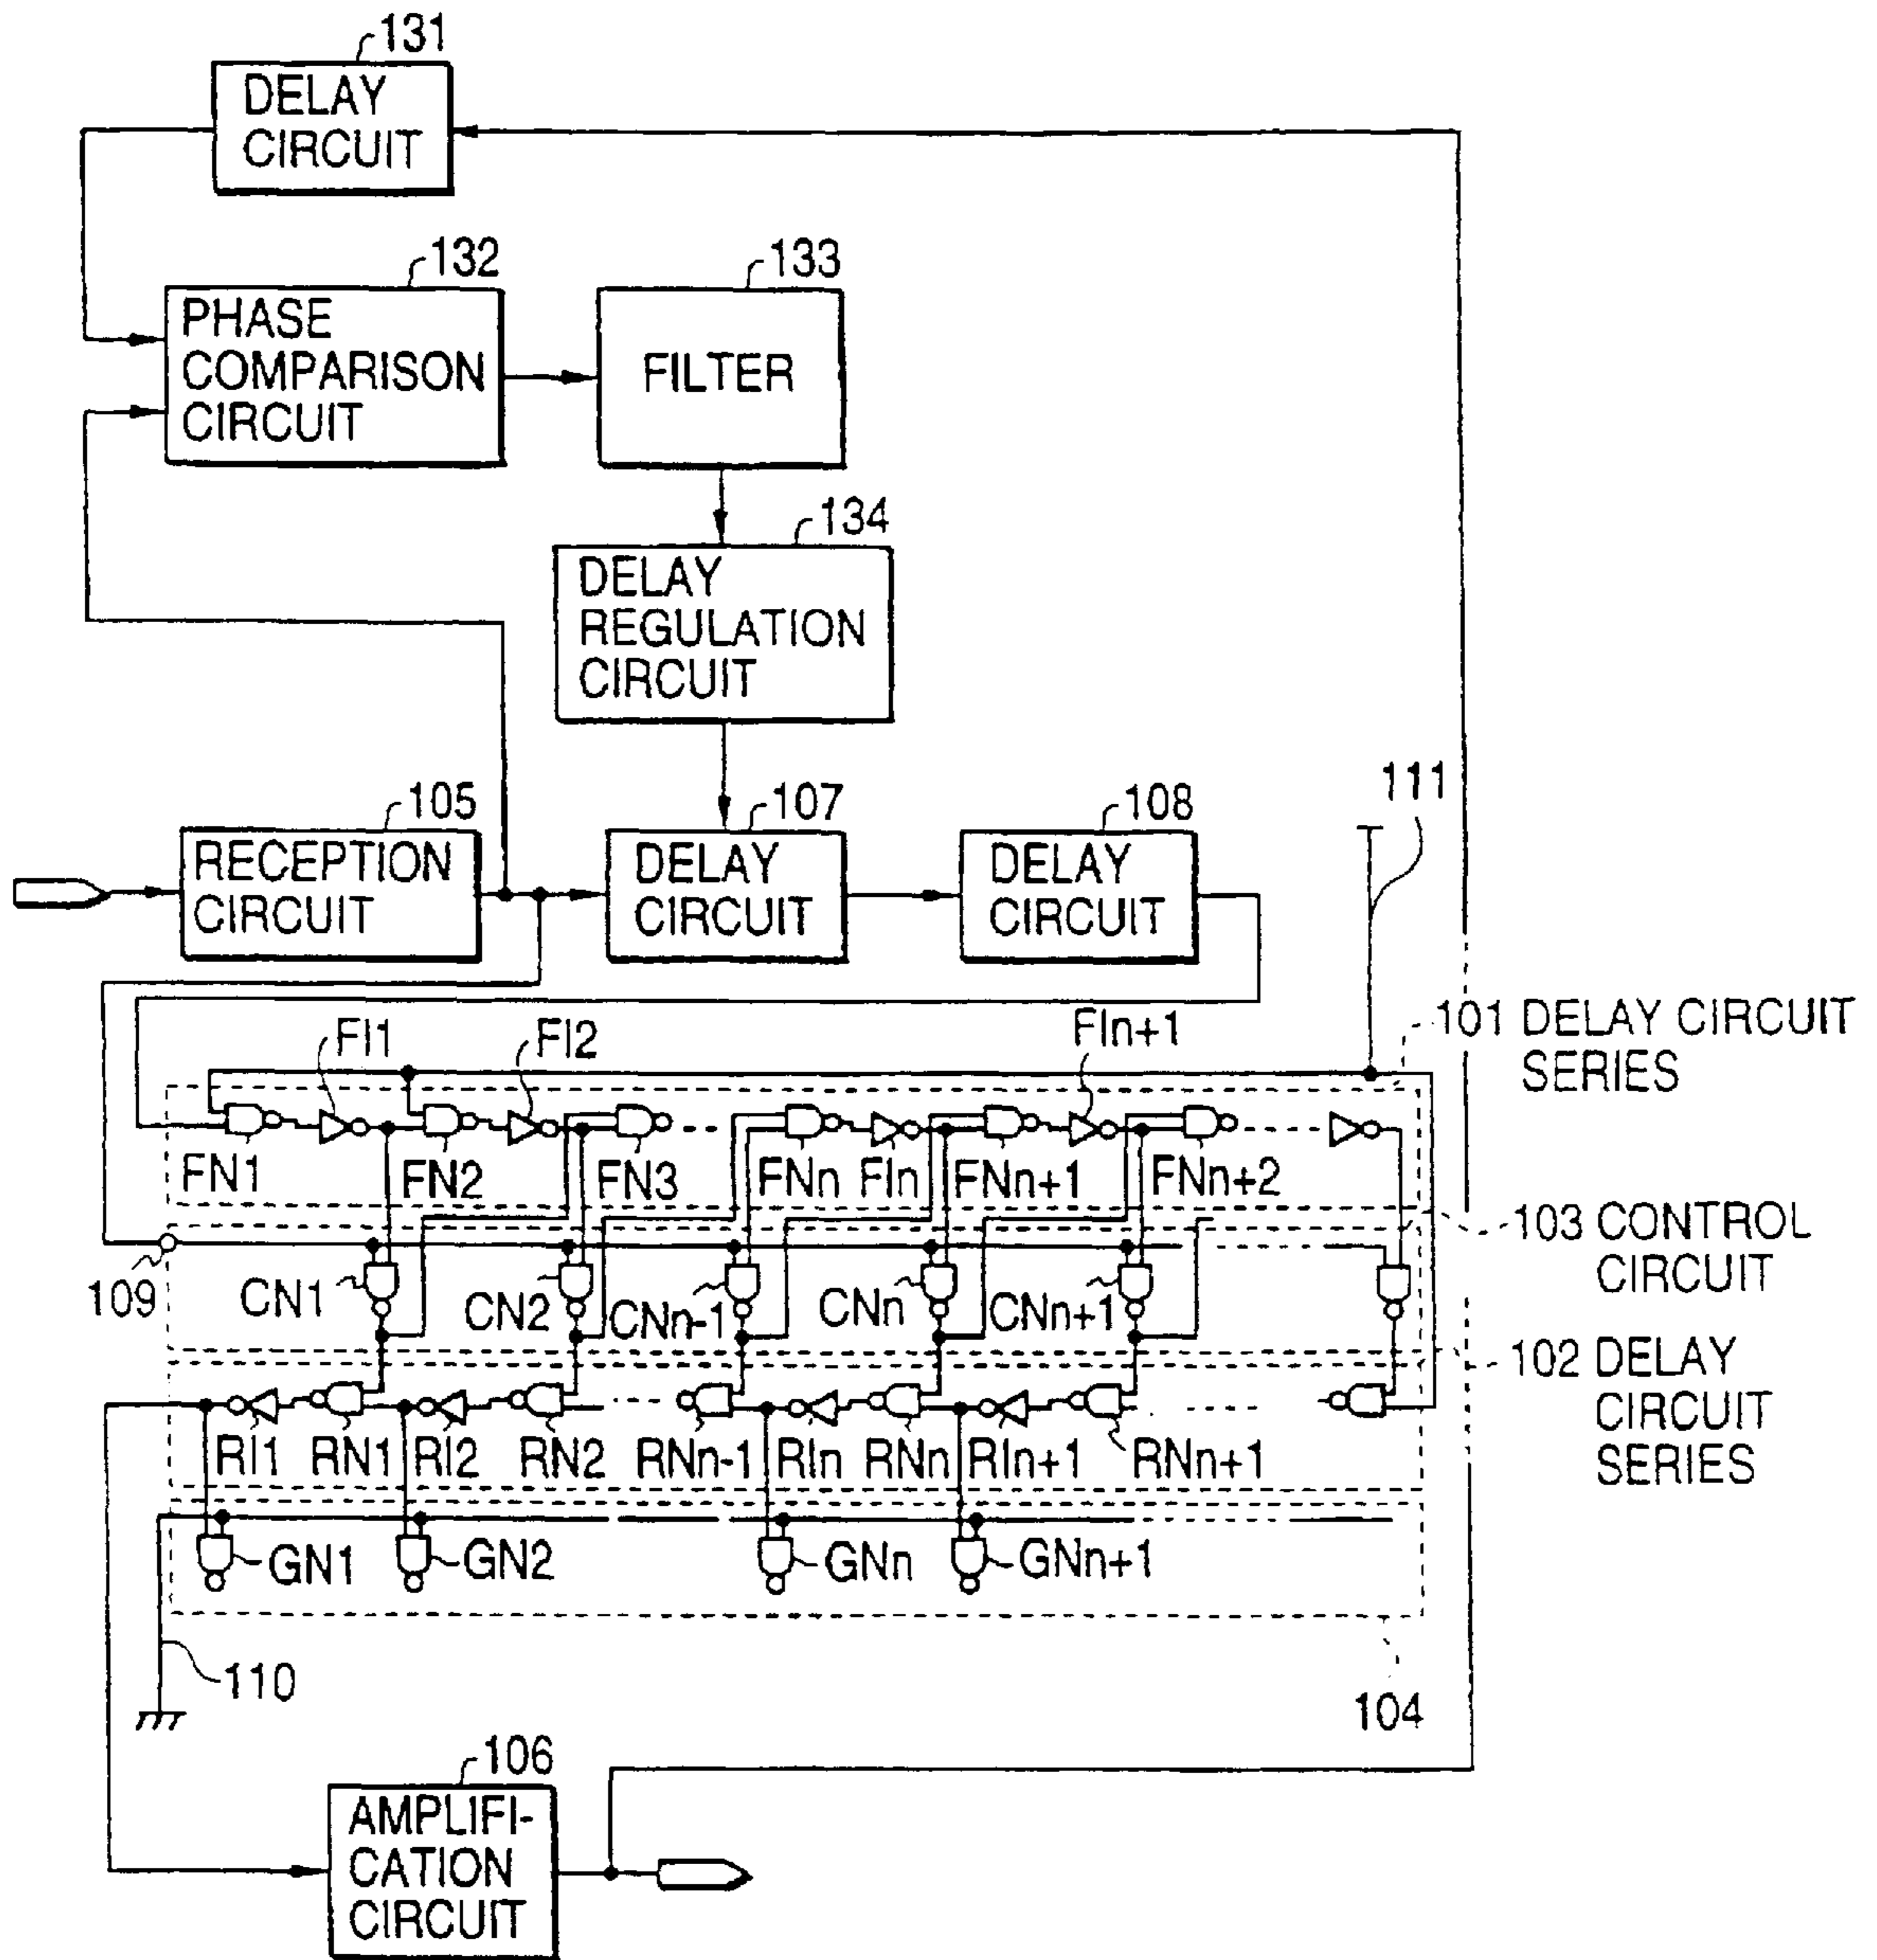 131
DELAY
CIRCUIT
132
133
PHASE
COMPARISON
CIRCUIT
FILTER
134
DELAY
REGULATION
CIRCUIT
111
105
107
108
RECEPTION
CIRCUIT
DELAY
CIRCUIT
DELAY
CIRCUIT
101 DELAY CIRCUIT
SERIES
FI1
FI2
FIn+1
FN1
FN2
FN3
FNn
FIn
FNn+1
FNn+2
103 CONTROL
CIRCUIT
109
CN1
CN2
CNn-1
CNn
CNn+1
102 DELAY
CIRCUIT
SERIES
RI1
RN1
RI2
RN2
RNn-1
RIn
RNn
RIn+1
RNn+1
GN1
GN2
GNn
GNn+1
110
104
106
AMPLIFI-
CATION
CIRCUIT